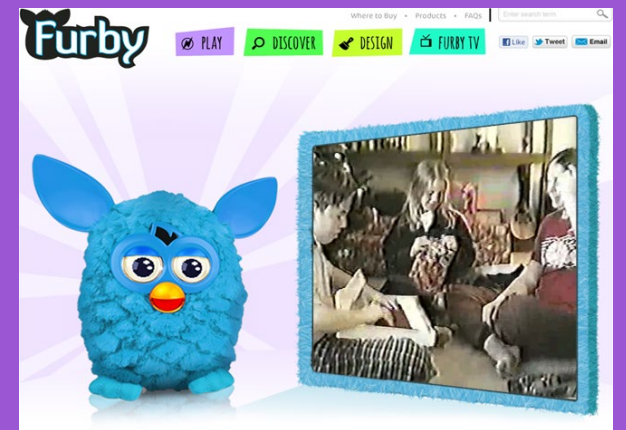 Where to Buy • Products • FAQs
Enter search term
Furby
PLAY
DISCOVER
DESIGN
FURBY TV
Like
Tweet
Email